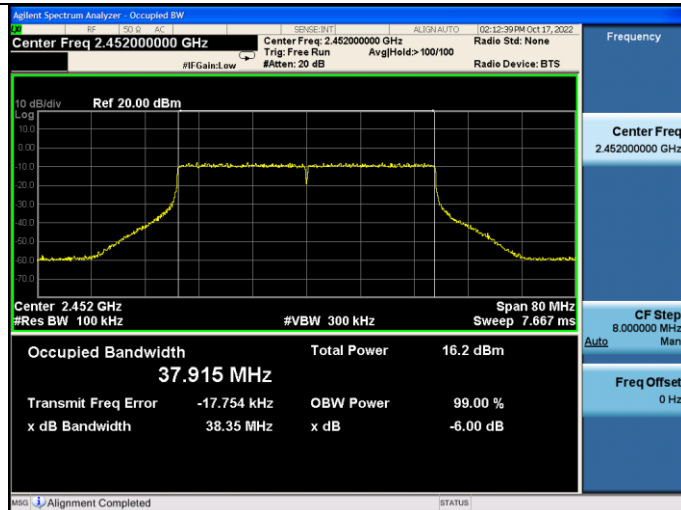 Agilent Spectrum Analyzer - Occupied BW
RF 50 Ω AC SENSE:INT ALIGN AUTO 02:12:39 PM Oct 17, 2022
Center Freq 2.452000000 GHz Center Freq: 2.452000000 GHz Radio Std: None
Trig: Free Run Avg|Hold:> 100/100
#IFGain:Low #Atten: 20 dB Radio Device: BTS
Frequency
10 dB/div Ref 20.00 dBm
Log
10.0
0.00
-10.0
-20.0
-30.0
-40.0
-50.0
-60.0
-70.0
Center 2.452 GHz Span 80 MHz
#Res BW 100 kHz #VBW 300 kHz Sweep 7.667 ms
Occupied Bandwidth Total Power 16.2 dBm
37.915 MHz
Transmit Freq Error -17.754 kHz OBW Power 99.00 %
x dB Bandwidth 38.35 MHz x dB -6.00 dB
Center Freq
2.452000000 GHz
CF Step
8.000000 MHz
Auto Man
Freq Offset
0 Hz
MSG Alignment Completed STATUS